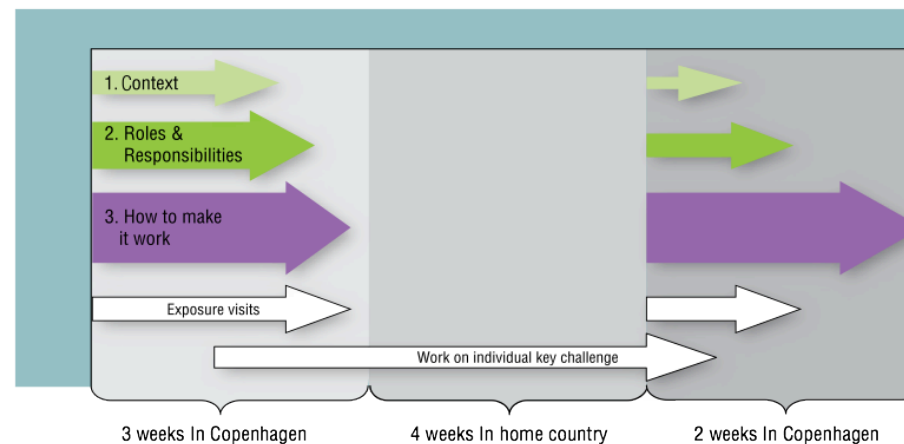 1. Context
2. Roles &
Responsibilities
3. How to make
it work
Exposure visits
Work on individual key challenge
3 weeks In Copenhagen
4 weeks In home country
2 weeks In Copenhagen